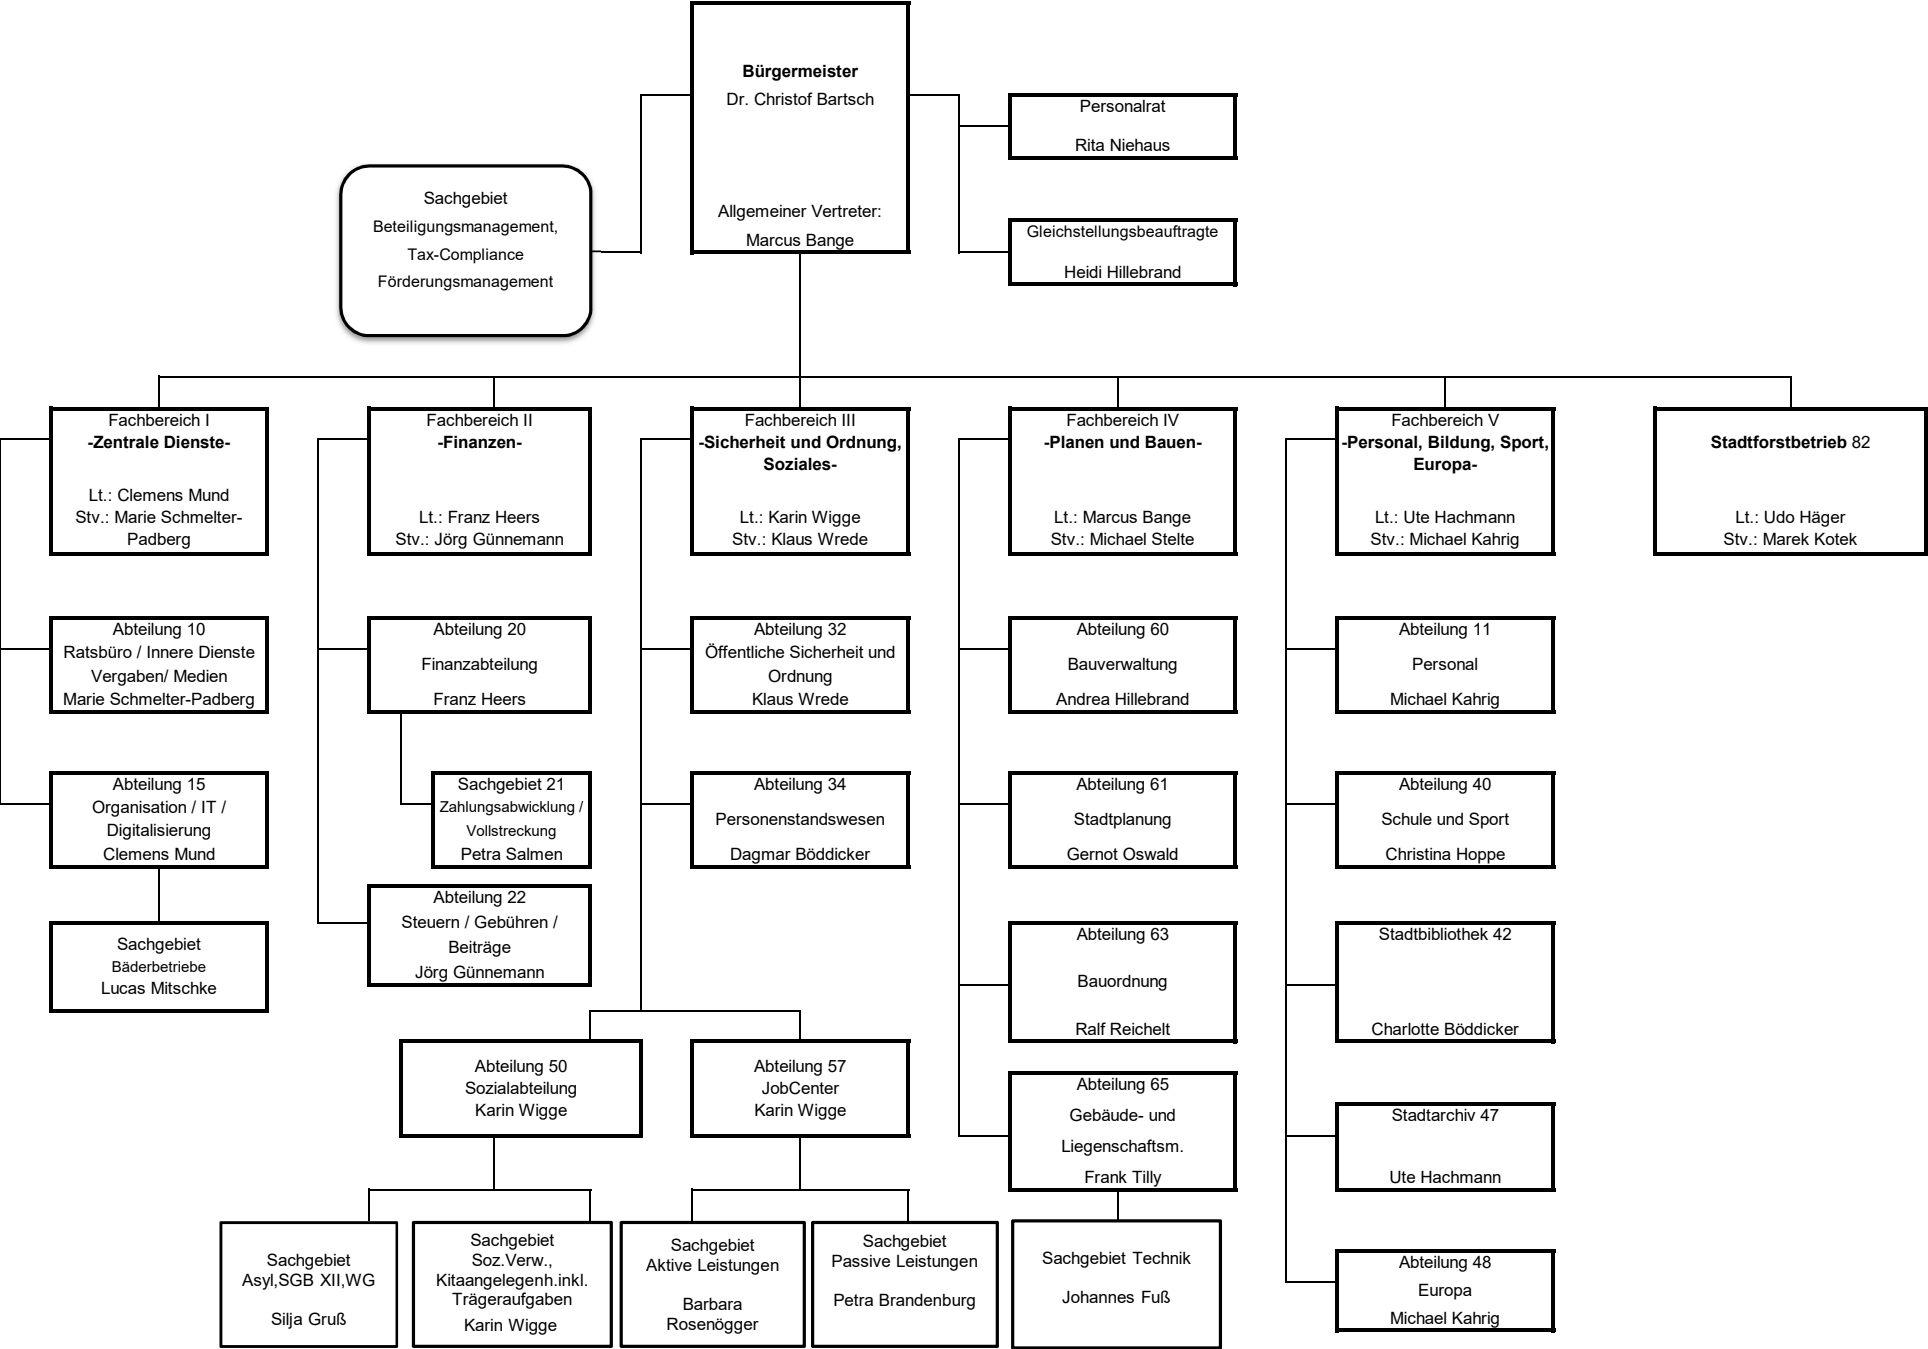 Bürgermeister
Dr. Christof Bartsch
Allgemeiner Vertreter:
Marcus Bange
Personalrat
Rita Niehaus
Gleichstellungsbeauftragte
Heidi Hillebrand
Sachgebiet
Beteiligungsmanagement,
Tax-Compliance
Förderungsmanagement
Fachbereich I
-Zentrale Dienste-
Lt.: Clemens Mund
Stv.: Marie Schmelter-
Padberg
Fachbereich II
-Finanzen-
Lt.: Franz Heers
Stv.: Jörg Günnemann
Fachbereich III
-Sicherheit und Ordnung,
Soziales-
Lt.: Karin Wigge
Stv.: Klaus Wrede
Fachbereich IV
-Planen und Bauen-
Lt.: Marcus Bange
Stv.: Michael Stelte
Fachbereich V
-Personal, Bildung, Sport,
Europa-
Lt.: Ute Hachmann
Stv.: Michael Kahrig
Stadtforstbetrieb 82
Lt.: Udo Häger
Stv.: Marek Kotek
Abteilung 10
Ratsbüro / Innere Dienste
Vergaben/ Medien
Marie Schmelter-Padberg
Abteilung 20
Finanzabteilung
Franz Heers
Abteilung 32
Öffentliche Sicherheit und
Ordnung
Klaus Wrede
Abteilung 60
Bauverwaltung
Andrea Hillebrand
Abteilung 11
Personal
Michael Kahrig
Abteilung 15
Organisation / IT /
Digitalisierung
Clemens Mund
Sachgebiet 21
Zahlungsabwicklung /
Vollstreckung
Petra Salmen
Abteilung 34
Personenstandswesen
Dagmar Böddicker
Abteilung 61
Stadtplanung
Gernot Oswald
Abteilung 40
Schule und Sport
Christina Hoppe
Sachgebiet
Bäderbetriebe
Lucas Mitschke
Abteilung 22
Steuern / Gebühren /
Beiträge
Jörg Günnemann
Abteilung 63
Bauordnung
Ralf Reichelt
Stadtbibliothek 42
Charlotte Böddicker
Abteilung 50
Sozialabteilung
Karin Wigge
Abteilung 57
JobCenter
Karin Wigge
Abteilung 65
Gebäude- und
Liegenschaftsm.
Frank Tilly
Stadtarchiv 47
Ute Hachmann
Sachgebiet
Asyl,SGB XII,WG
Silja Gruß
Sachgebiet
Soz.Verw.,
Kitaangelegenh.inkl.
Trägeraufgaben
Karin Wigge
Sachgebiet
Aktive Leistungen
Barbara
Rosenögger
Sachgebiet
Passive Leistungen
Petra Brandenburg
Sachgebiet Technik
Johannes Fuß
Abteilung 48
Europa
Michael Kahrig